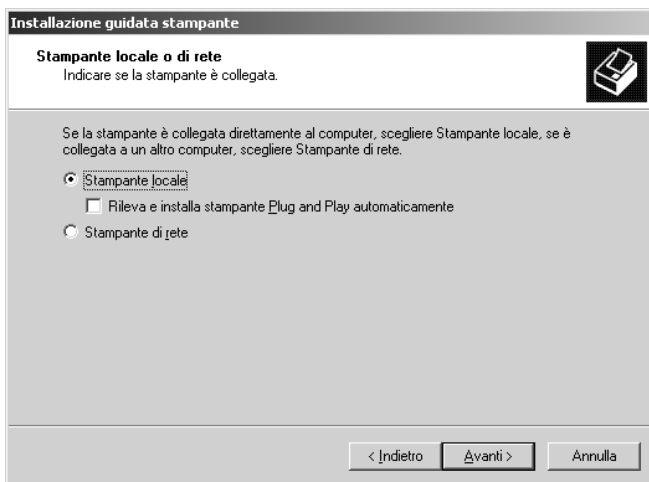 Installazione guidata stampante
Stampante locale o di rete
Indicare se la stampante è collegata.
Se la stampante è collegata direttamente al computer, scegliere Stampante locale, se è
collegata a un altro computer, scegliere Stampante di rete.
Stampante locale
Rileva e installa stampante Plug and Play automaticamente
Stampante di rete
< Indietro Avanti > Annulla